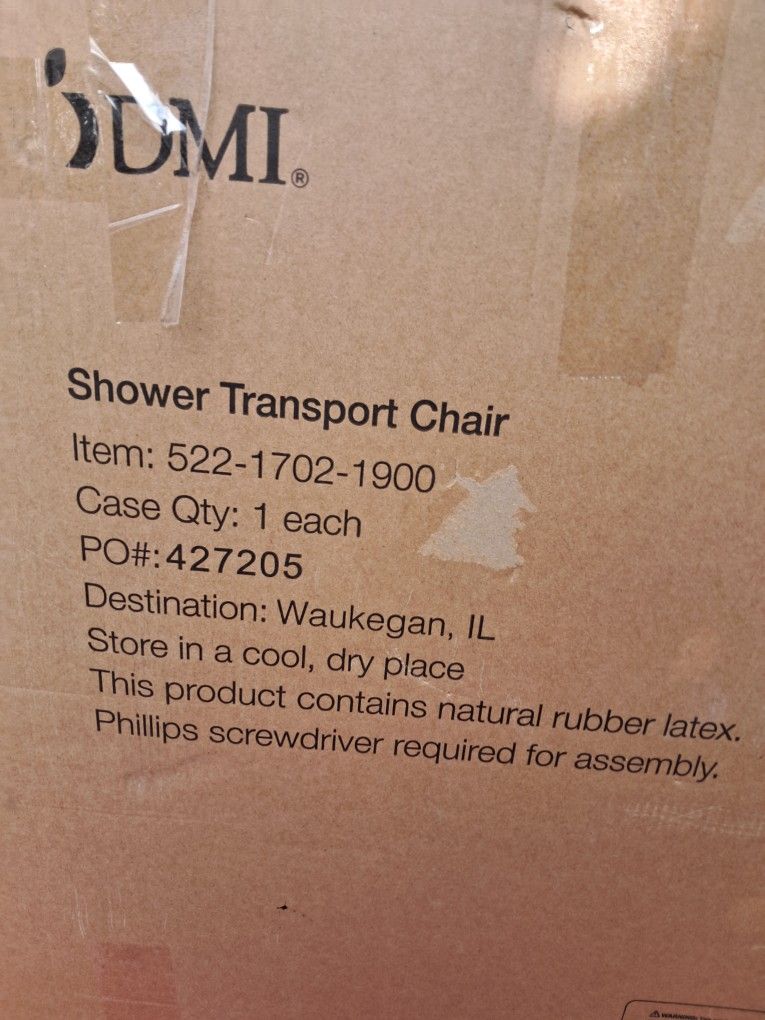 DMI®
Shower Transport Chair
Item: 522-1702-1900
Case Qty: 1 each
PO#:427205
Destination: Waukegan, IL
Store in a cool, dry place
This product contains natural rubber latex.
Phillips screwdriver required for assembly.
WARNING: